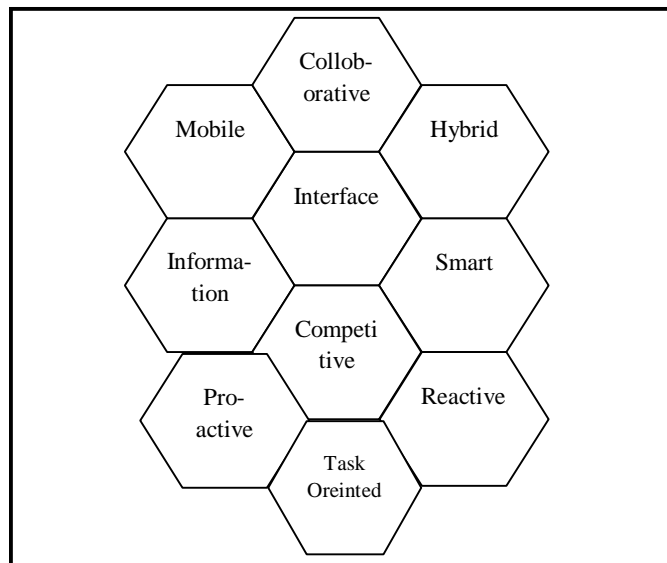 Collob-
orative
Mobile
Hybrid
Interface
Informa-
tion
Smart
Competi
tive
Pro-
active
Reactive
Task
Oreinted